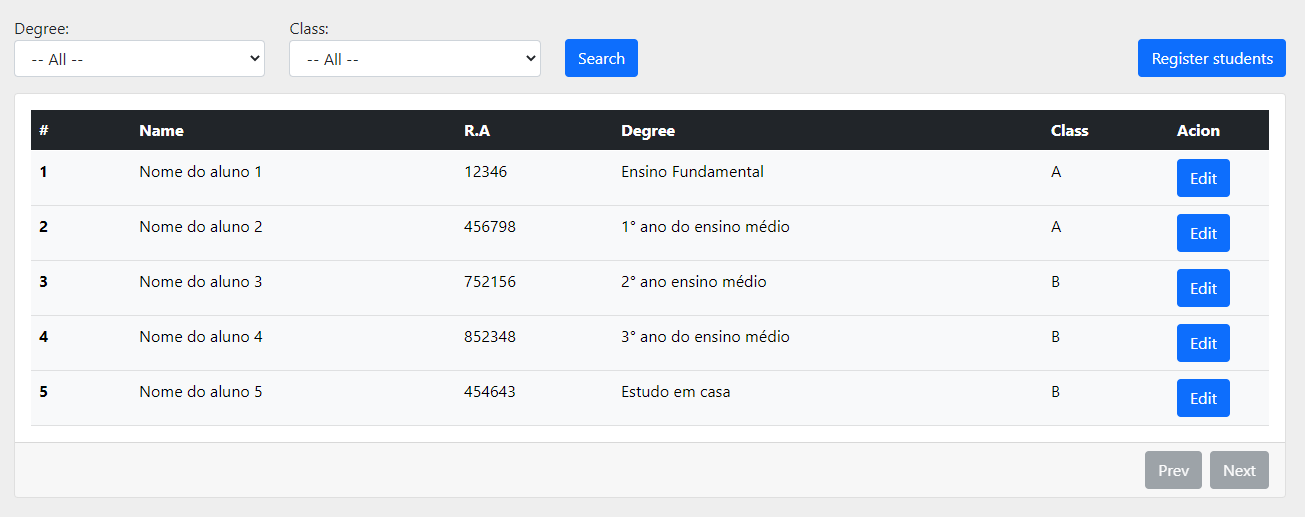 Degree: Class:
-- All -- -- All -- Search Register students
# Name R.A Degree Class Acion
1 Nome do aluno 1 12346 Ensino Fundamental A Edit
2 Nome do aluno 2 456798 1° ano do ensino médio A Edit
3 Nome do aluno 3 752156 2° ano ensino médio B Edit
4 Nome do aluno 4 852348 3° ano do ensino médio B Edit
5 Nome do aluno 5 454643 Estudo em casa B Edit
Prev Next